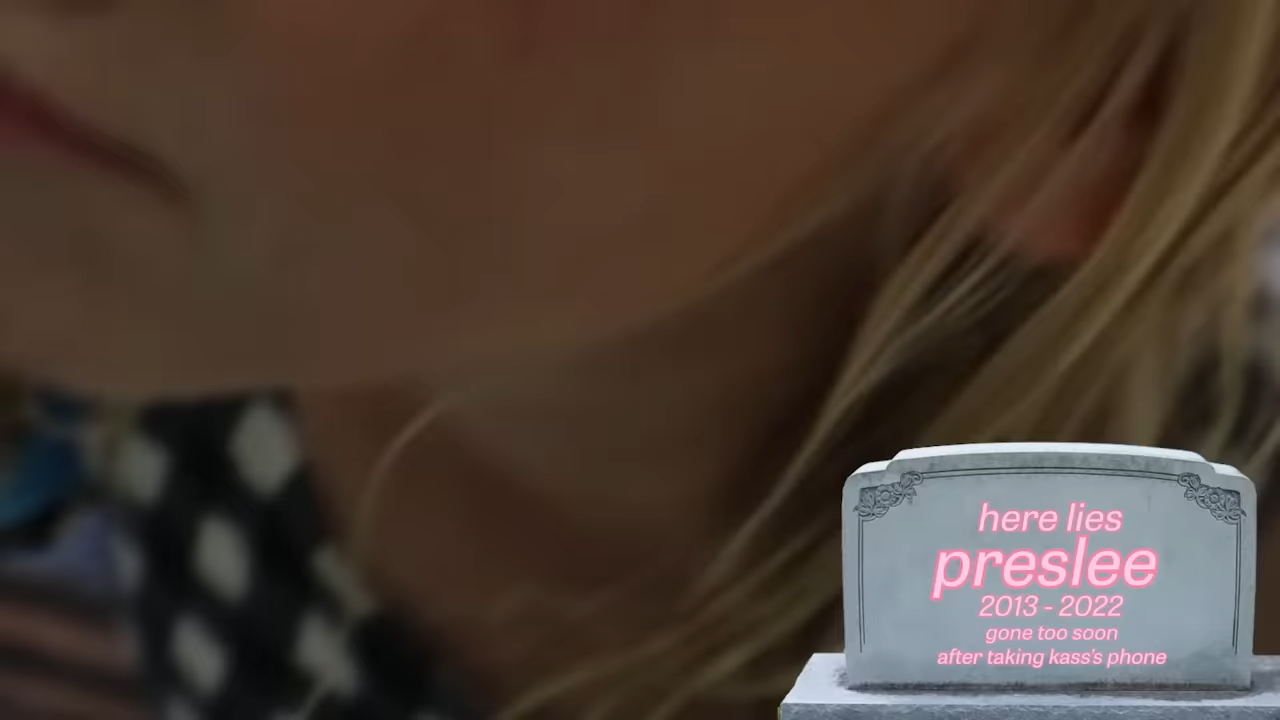 here lies
preslee
2013 - 2022
gone too soon
after taking kass's phone